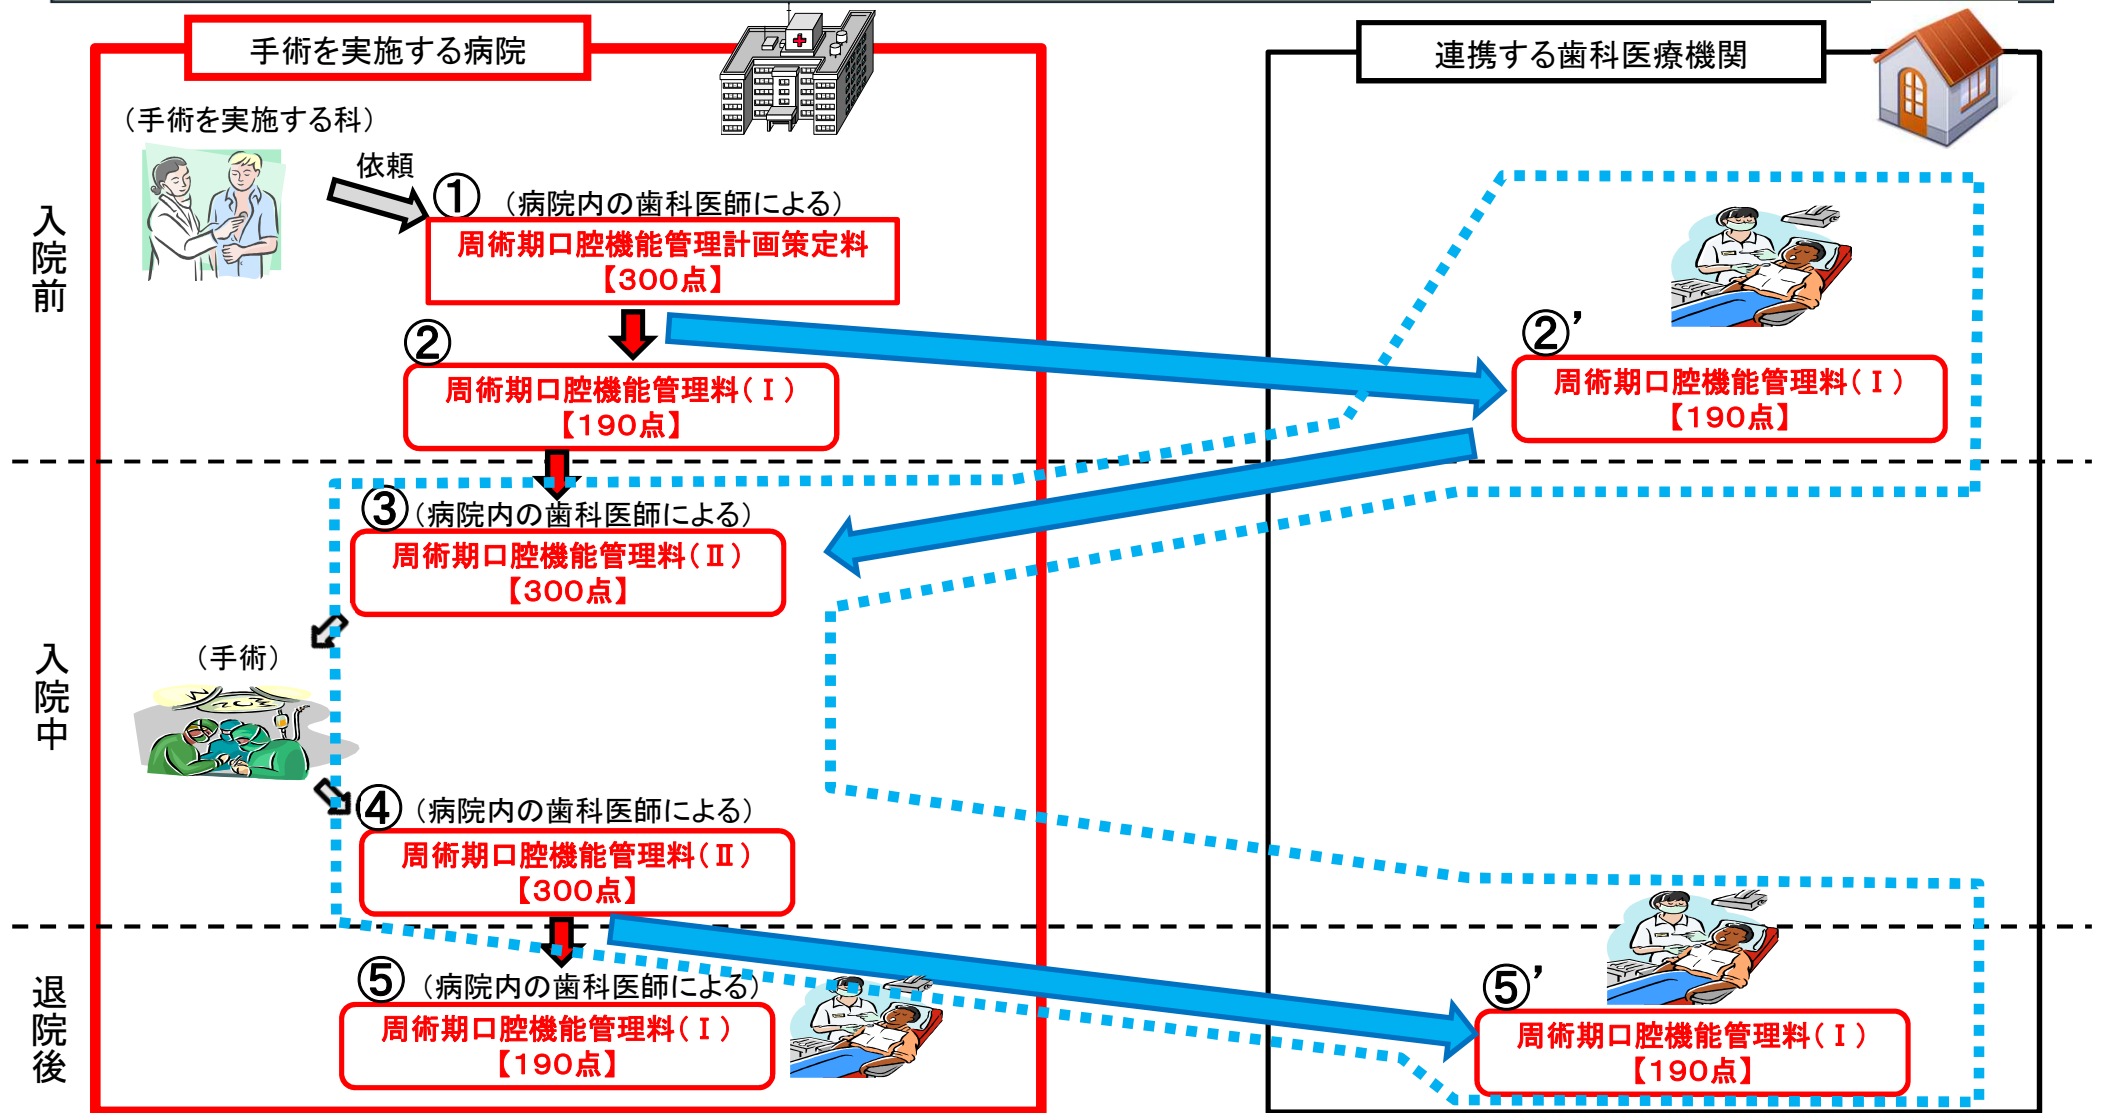 手術を実施する病院
連携する歯科医療機関
（手術を実施する科）
依頼
入院前
①
（病院内の歯科医師による）
周術期口腔機能管理計画策定料
【300点】
②
周術期口腔機能管理料（Ⅰ）
【190点】
②’
周術期口腔機能管理料（Ⅰ）
【190点】
入院中
③
（病院内の歯科医師による）
周術期口腔機能管理料（Ⅱ）
【300点】
（手術）
④
（病院内の歯科医師による）
周術期口腔機能管理料（Ⅱ）
【300点】
退院後
⑤
（病院内の歯科医師による）
周術期口腔機能管理料（Ⅰ）
【190点】
⑤’
周術期口腔機能管理料（Ⅰ）
【190点】